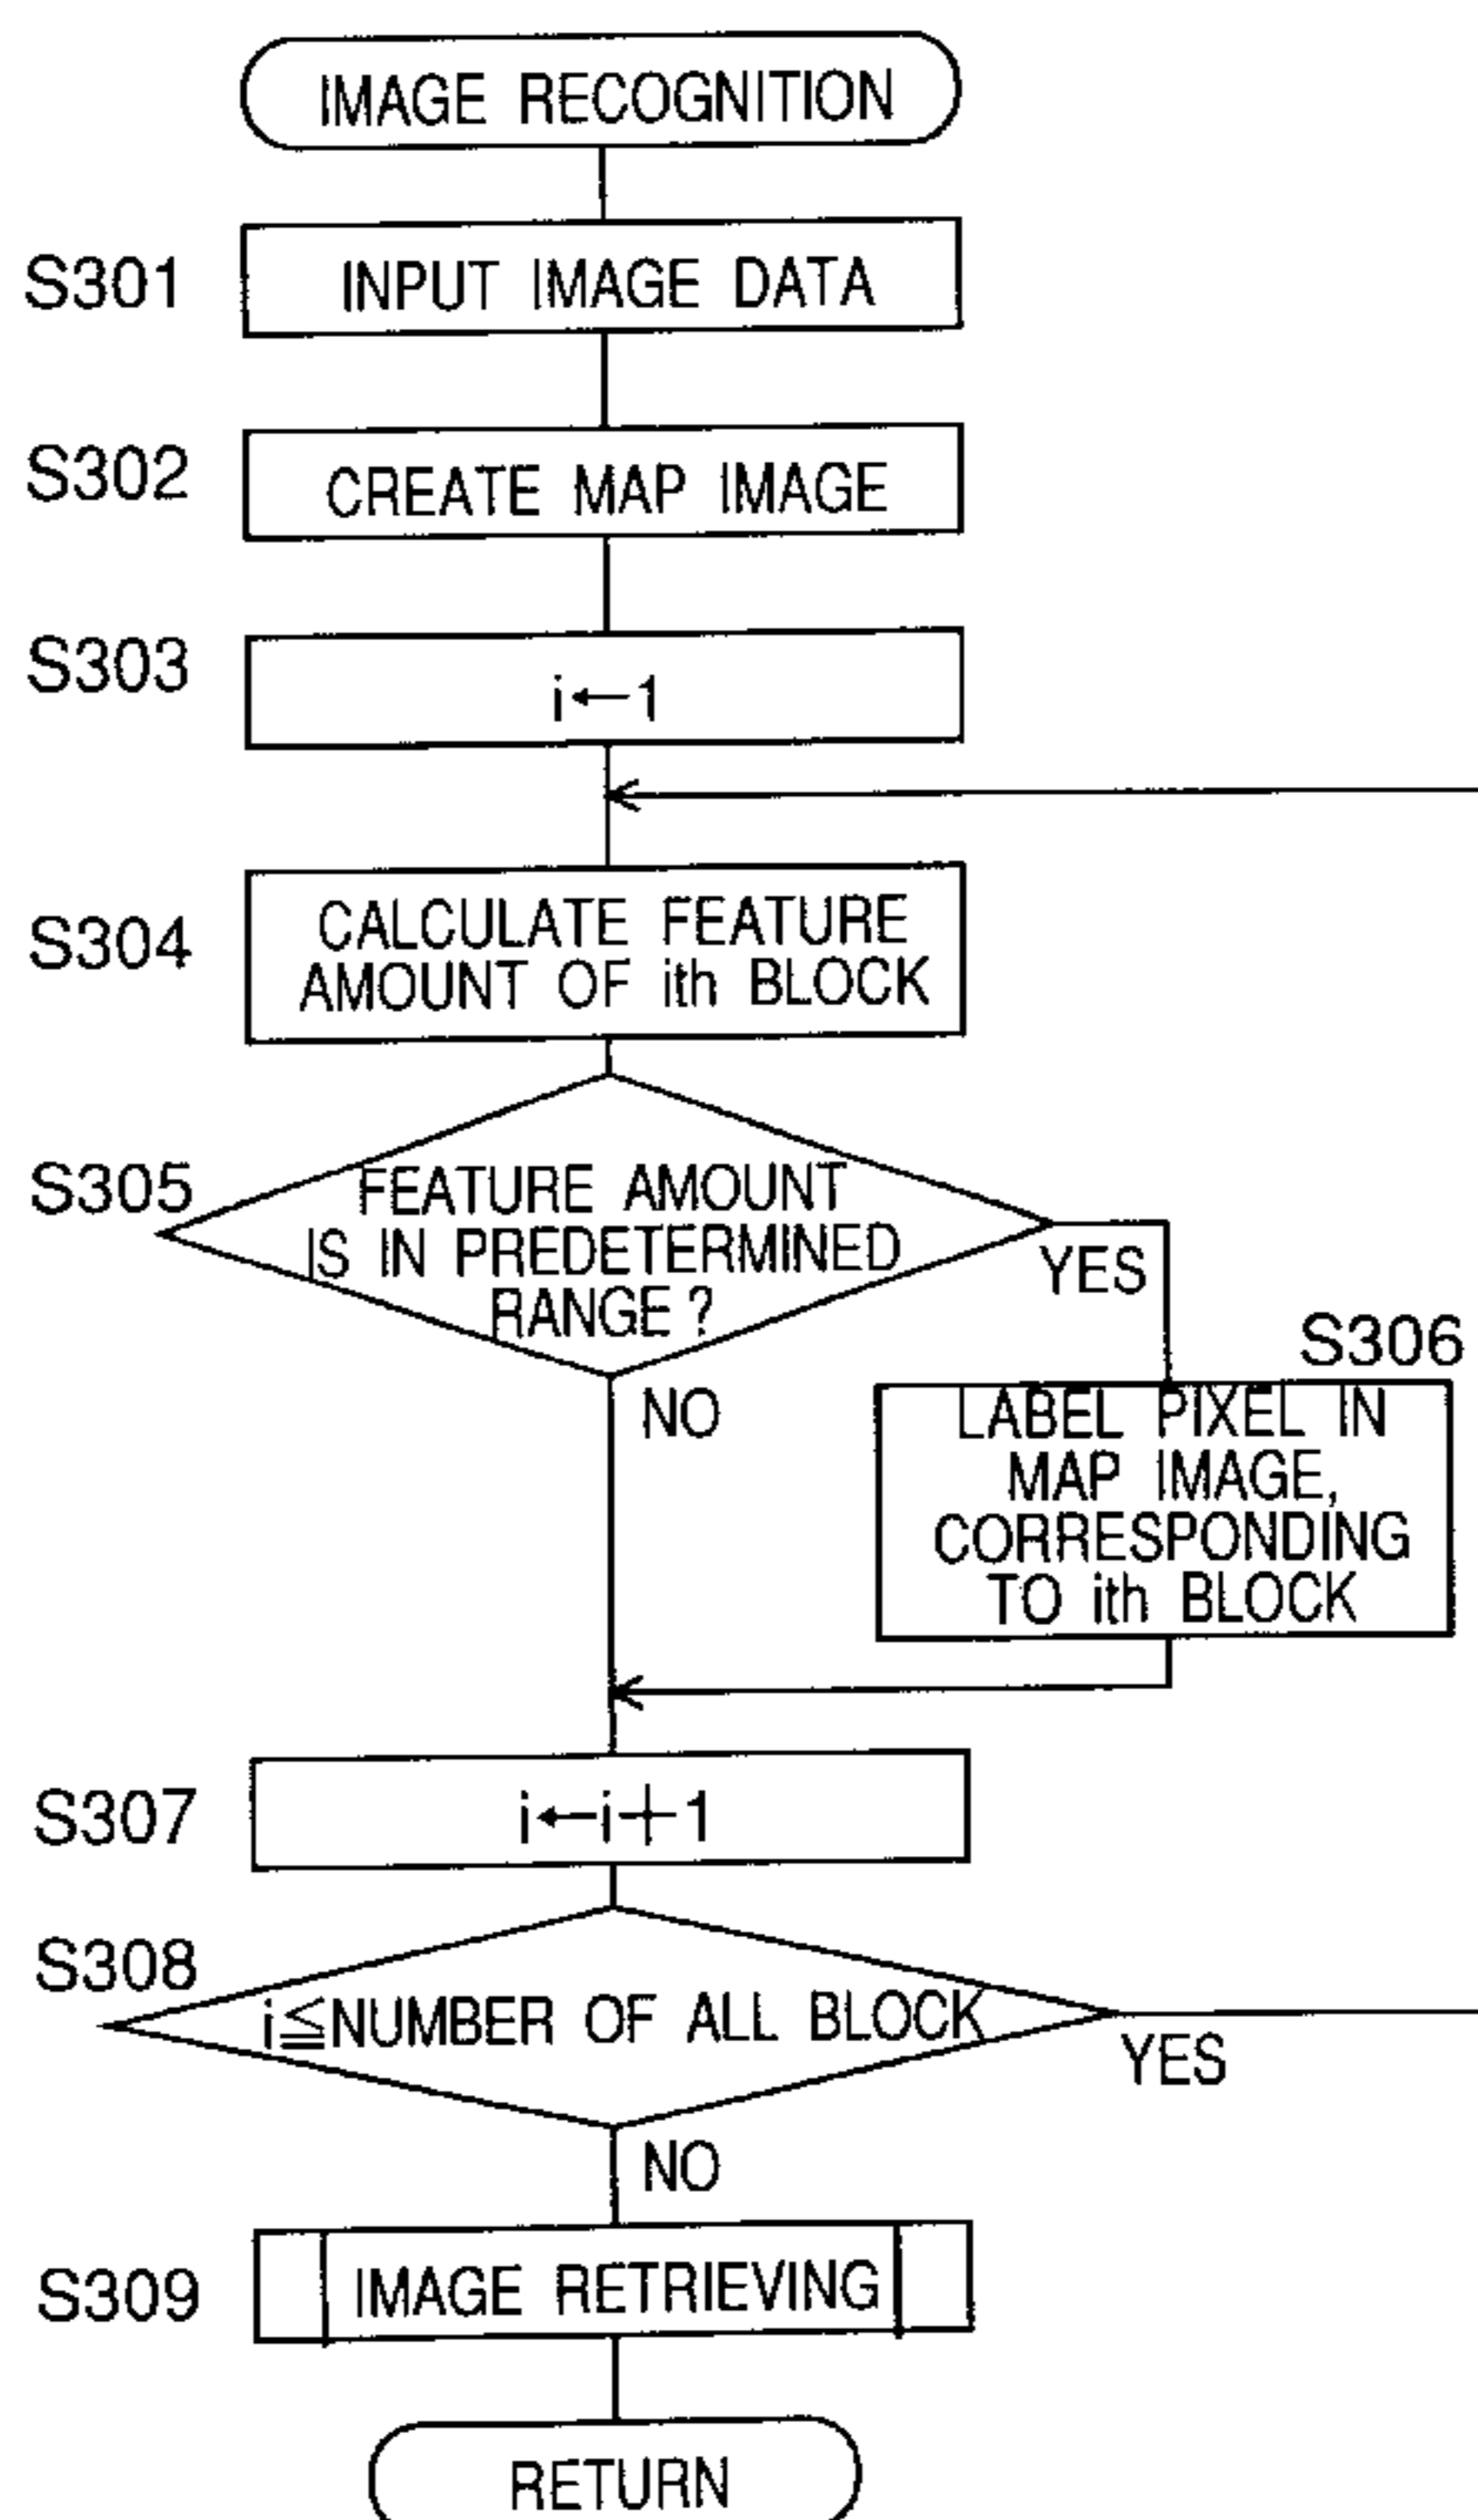 IMAGE RECOGNITION
S301
INPUT IMAGE DATA
S302
CREATE MAP IMAGE
S303
i←1
S304
CALCULATE FEATURE
AMOUNT OF ith BLOCK
S305
FEATURE AMOUNT
IS IN PREDETERMINED
RANGE?
YES
NO
S306
LABEL PIXEL IN
MAP IMAGE,
CORRESPONDING
TO ith BLOCK
S307
i←i+1
S308
i≦NUMBER OF ALL BLOCK
YES
NO
S309
IMAGE RETRIEVING
RETURN